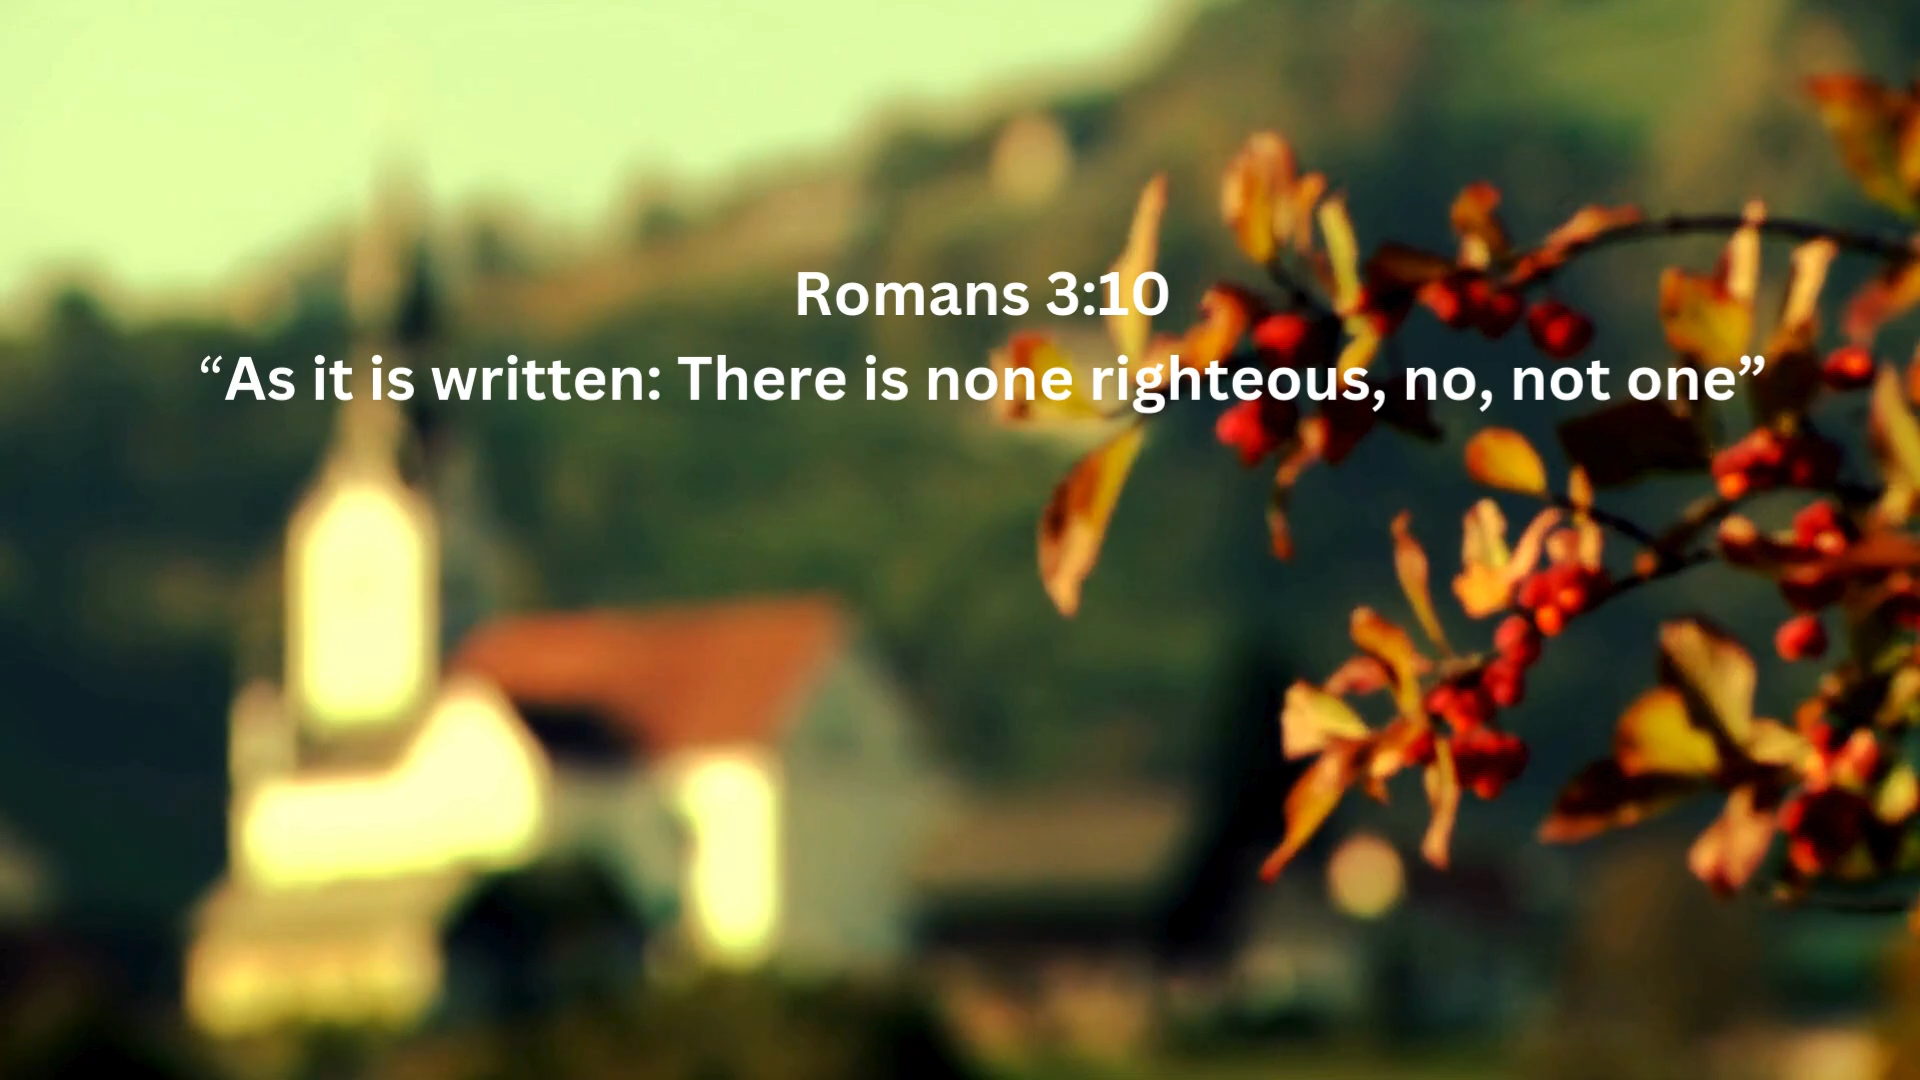 Romans 3:10
“As it is written: There is none righteous, no, not one”